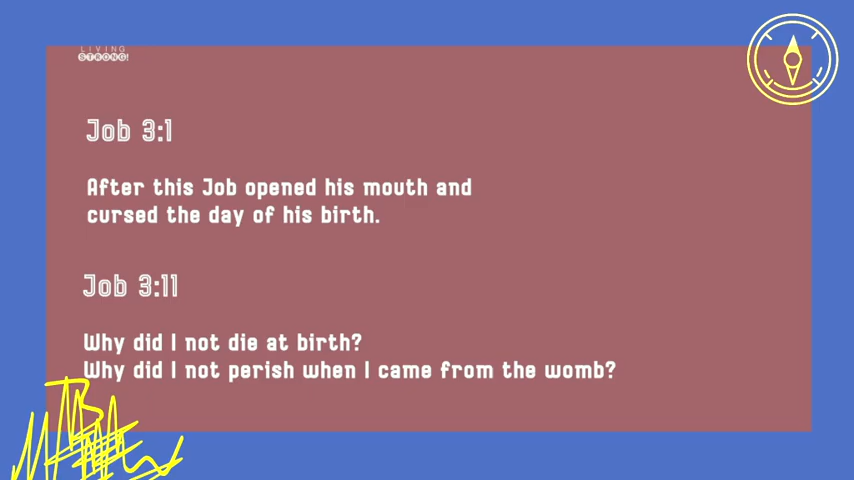 LIVING
STRONG!
Job 3:1
After this Job opened his mouth and
cursed the day of his birth.
Job 3:11
Why did I not die at birth?
Why did I not perish when I came from the womb?